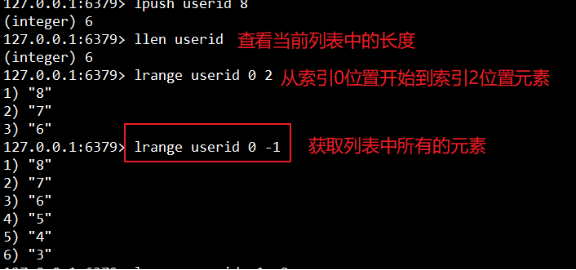 127.0.0.1:6379> lpush userid 8
(integer) 6
127.0.0.1:6379> llen userid 查看当前列表中的长度
(integer) 6
127.0.0.1:6379> lrange userid 0 2 从索引0位置开始到索引2位置元素
1) "8"
2) "7"
3) "6"
127.0.0.1:6379> lrange userid 0 -1 获取列表中所有的元素
1) "8"
2) "7"
3) "6"
4) "5"
5) "4"
6) "3"